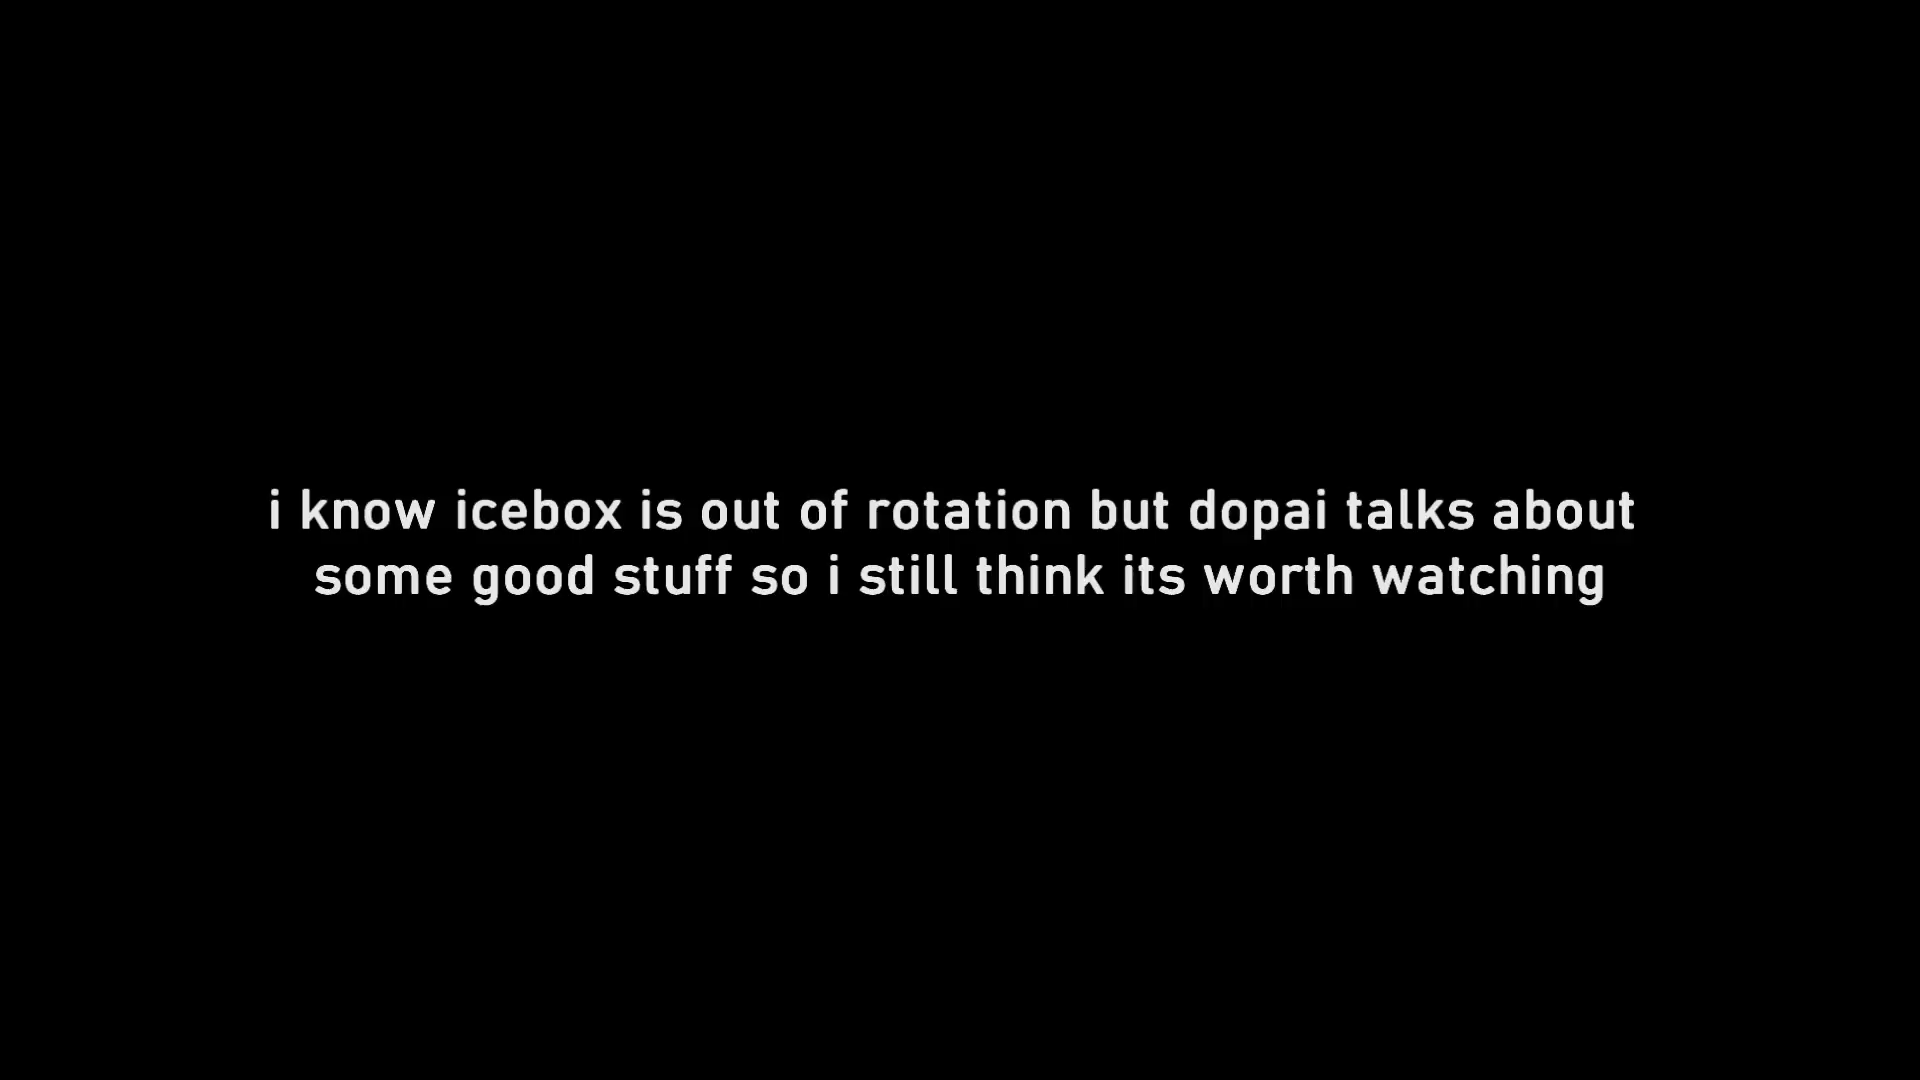 i know icebox is out of rotation but dopai talks about
some good stuff so i still think its worth watching